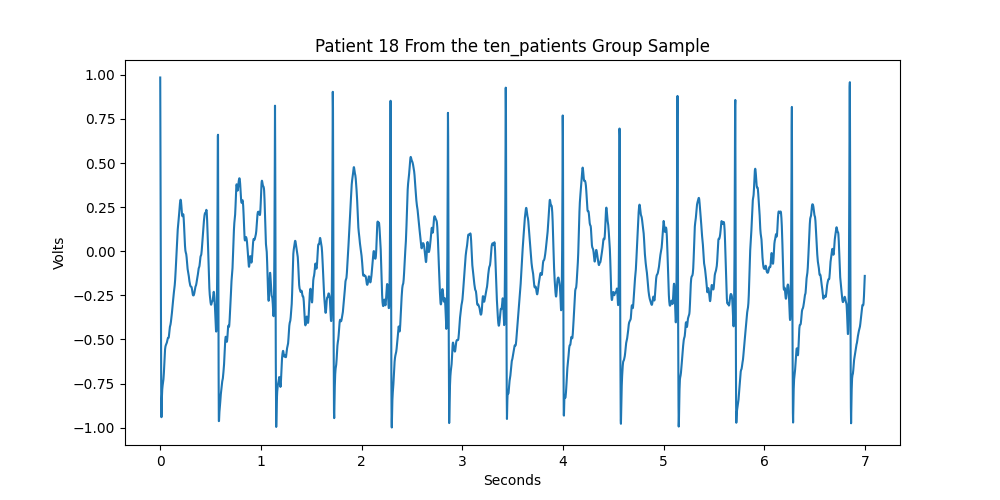 Patient 18 From the ten_patients Group Sample
1.00
0.75
0.50
0.25
0.00
−0.25
−0.50
−0.75
−1.00
Volts
0 1 2 3 4 5 6 7
Seconds